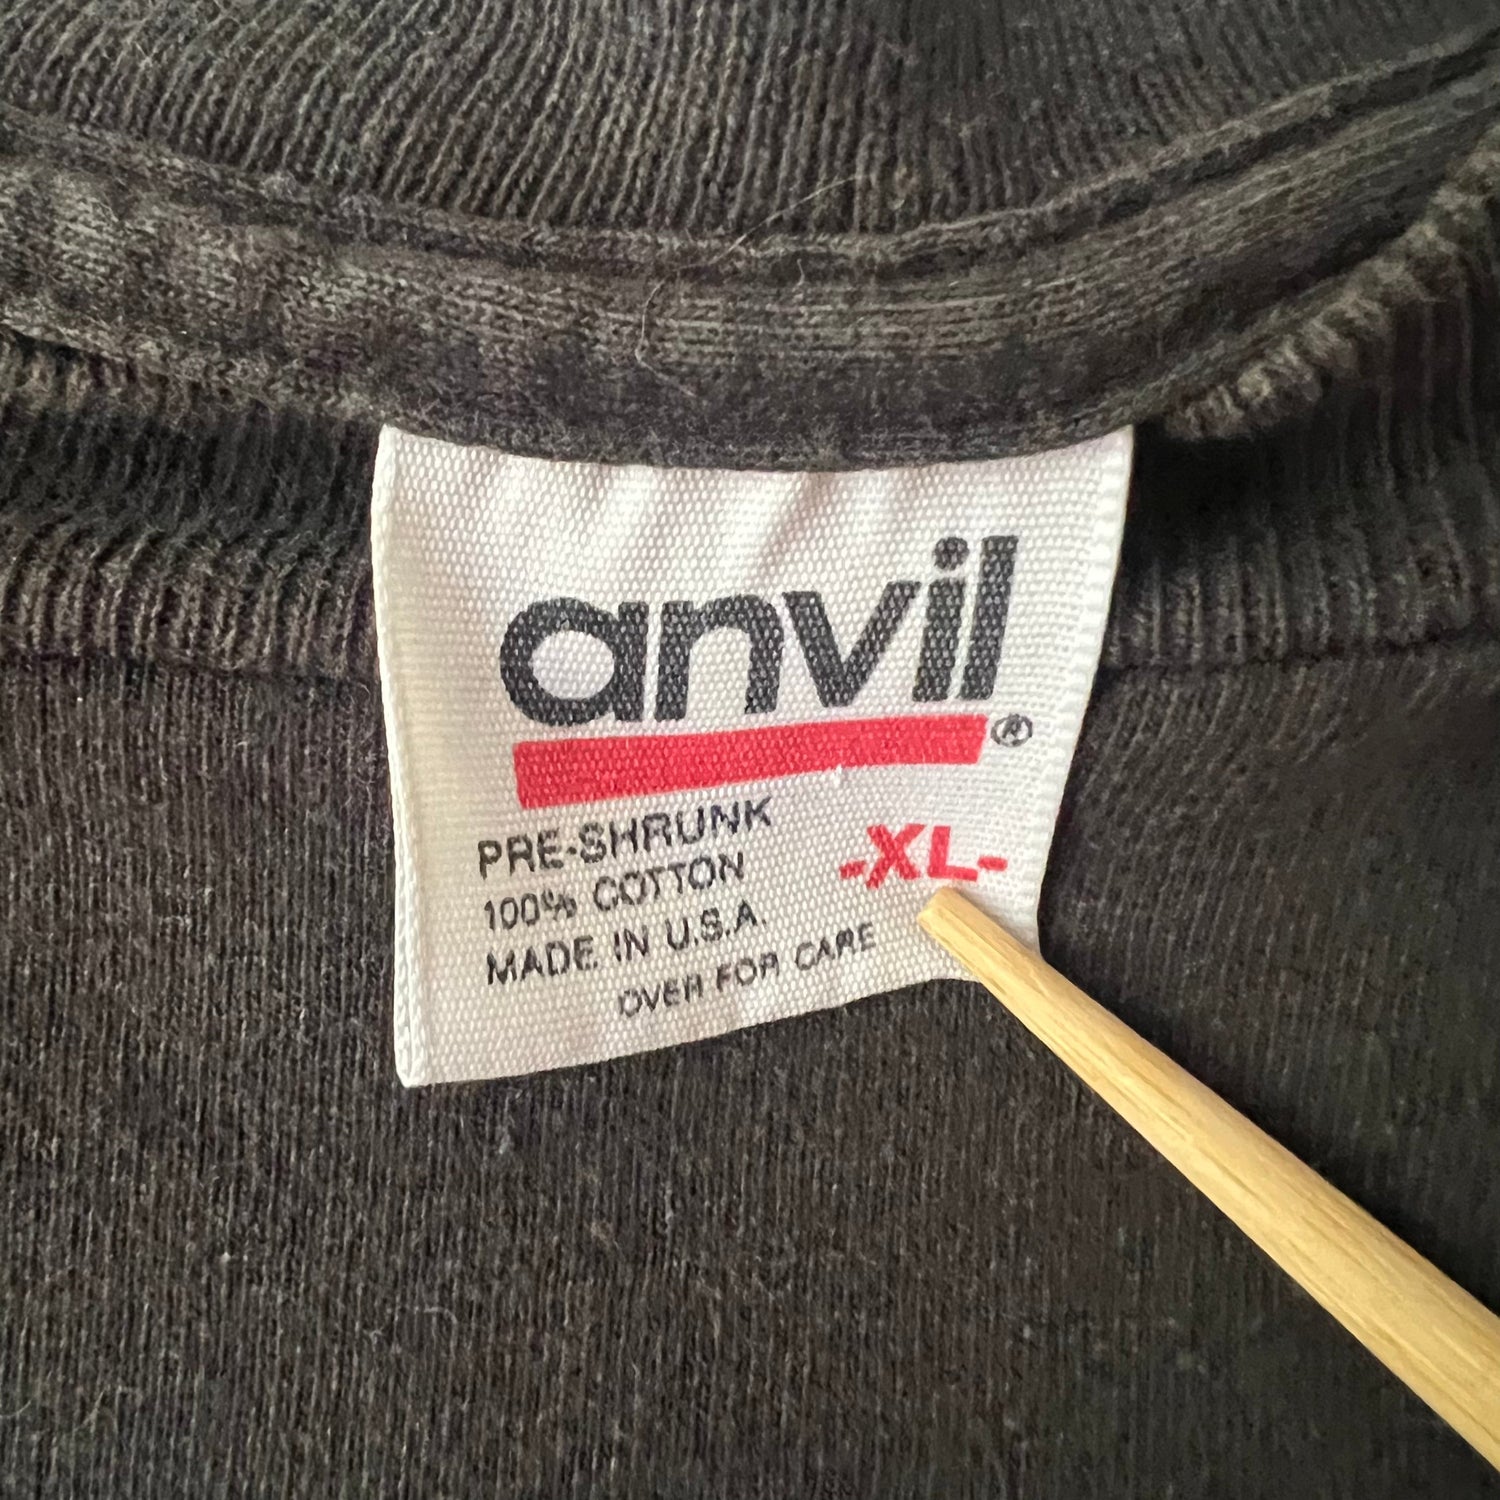 anvil®
PRE-SHRUNK
100% COTTON
MADE IN U.S.A.
-XL-
OVER FOR CARE